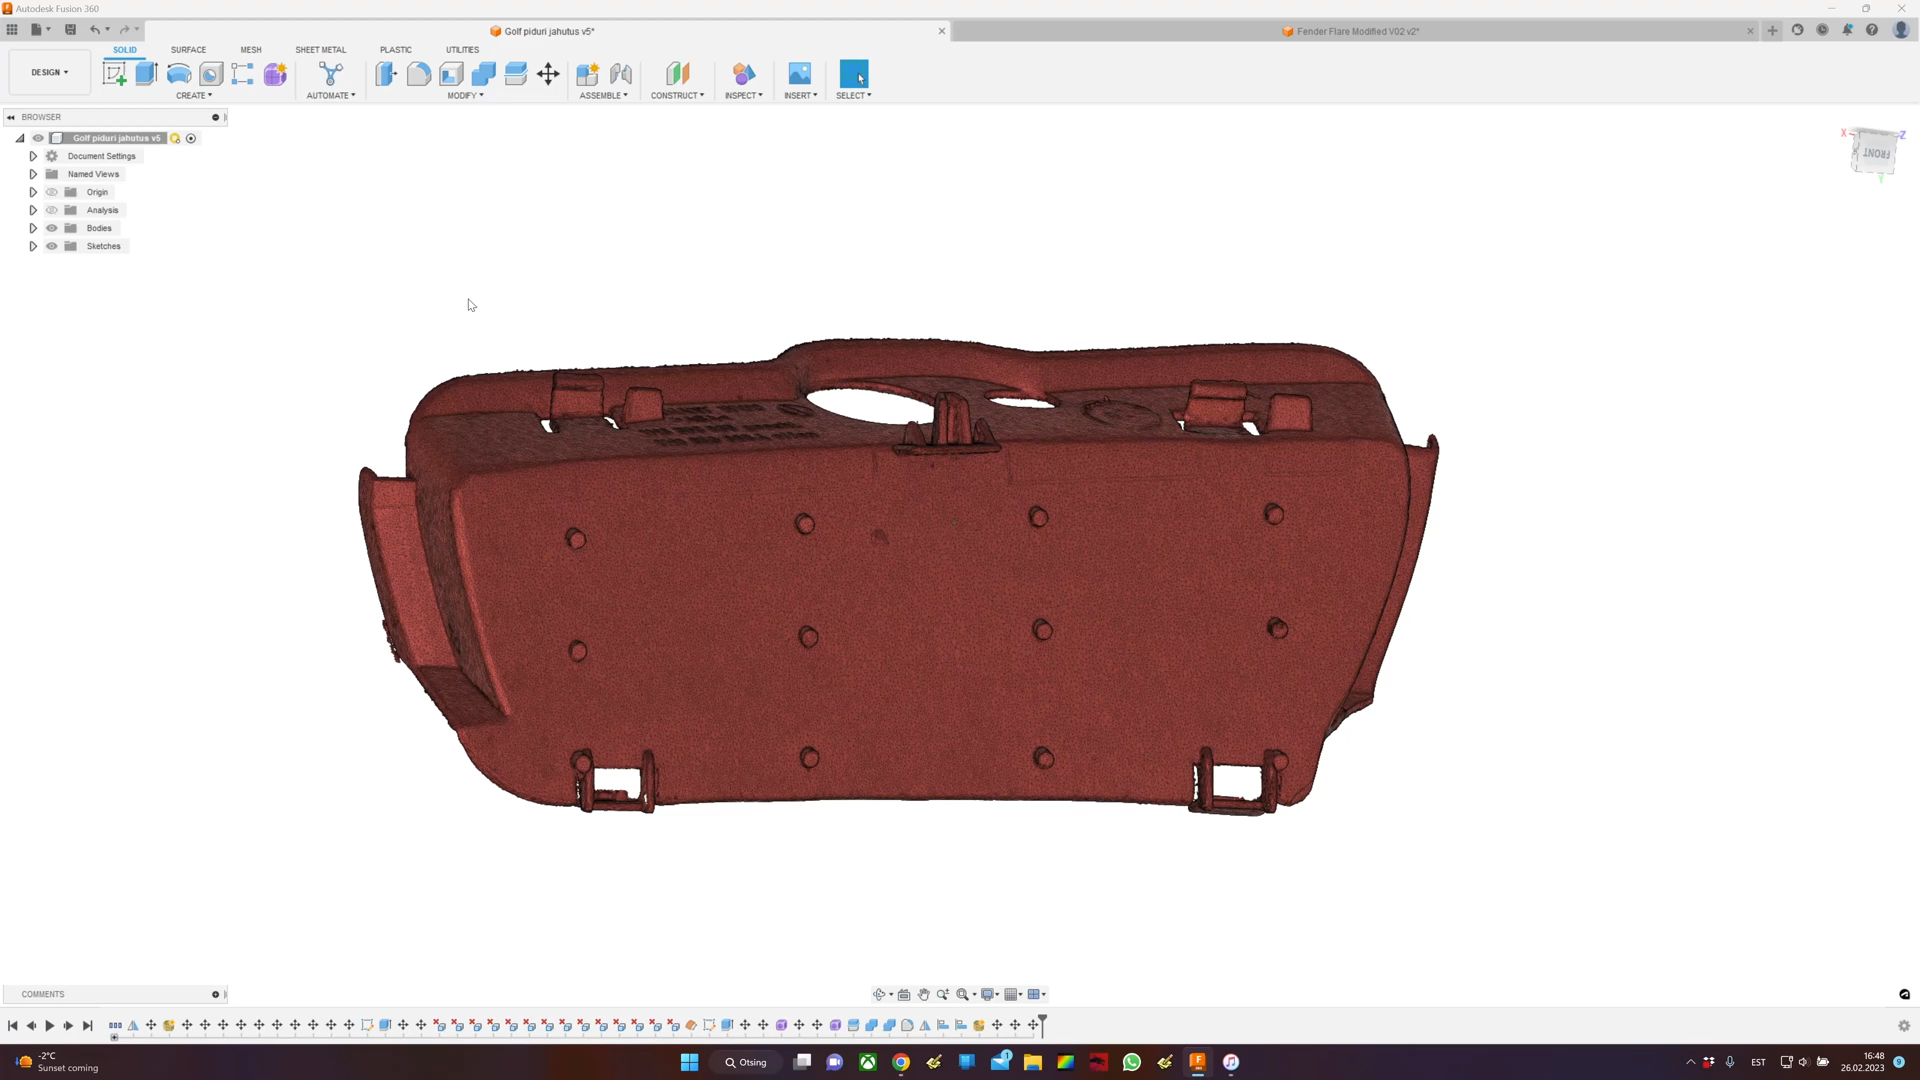 Autodesk Fusion 360
Golf piduri jahutus v5*
Fender Flare Modified V02 v2*
SOLID
SURFACE
MESH
SHEET METAL
PLASTIC
UTILITIES
DESIGN
CREATE
AUTOMATE
MODIFY
ASSEMBLE
CONSTRUCT
INSPECT
INSERT
SELECT
BROWSER
Golf piduri jahutus v5
Document Settings
Named Views
Origin
Analysis
Bodies
Sketches
X
Z
FRONT
Y
COMMENTS
-2°C
Sunset coming
Otsing
1
EST
16:48
26.02.2023
9